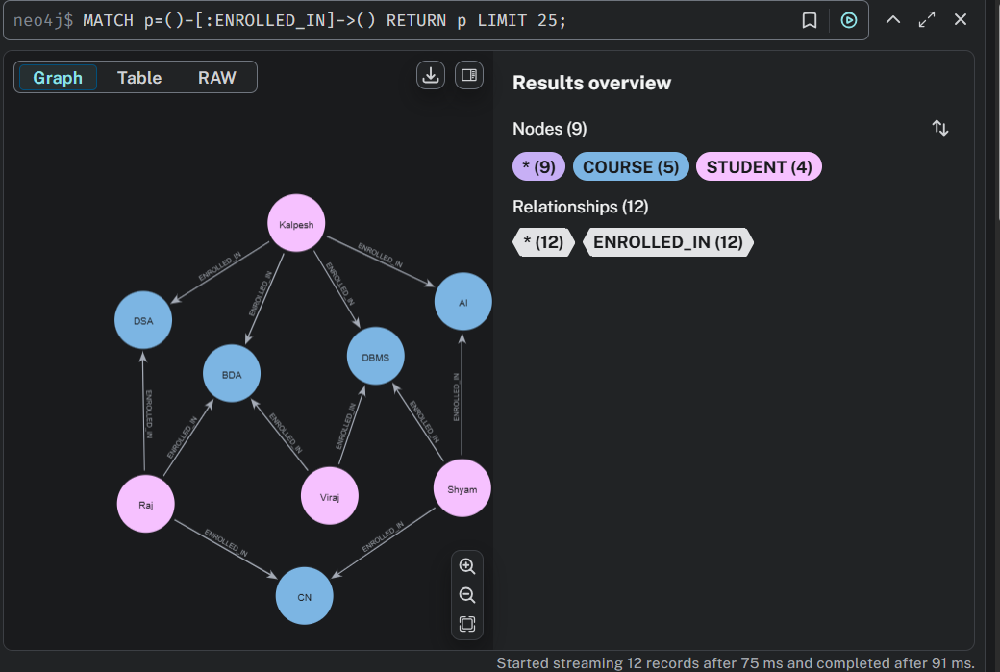 neo4j$ MATCH p=()-[:ENROLLED_IN]->() RETURN p LIMIT 25;
Graph Table RAW
Results overview
Nodes (9)
* (9) COURSE (5) STUDENT (4)
Relationships (12)
* (12) ENROLLED_IN (12)
Kalpesh
ENROLLED_IN
ENROLLED_IN
ENROLLED_IN
ENROLLED_IN
DSA
AI
BDA
DBMS
ENROLLED_IN
ENROLLED_IN
ENROLLED_IN
ENROLLED_IN
ENROLLED_IN
ENROLLED_IN
Raj
Viraj
Shyam
ENROLLED_IN
ENROLLED_IN
CN
Started streaming 12 records after 75 ms and completed after 91 ms.